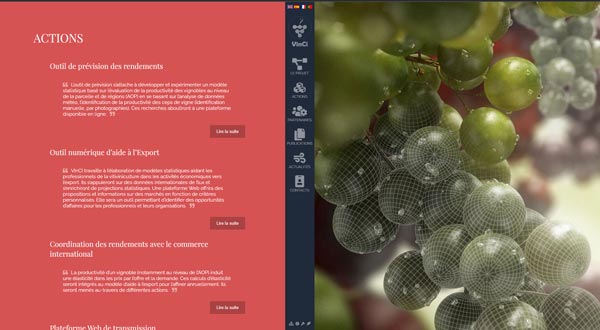 ACTIONS
Outil de prévision des rendements
L'outil de prévision s'attache à développer et expérimenter un modèle
statistique basé sur l'évaluation de la productivité des vignobles au niveau
de la parcelle et de régions (AOP) en se basant sur l'analyse de données
météo, l'identification de la productivité des ceps de vigne (identification
manuelle, par photographies). Ces recherches aboutiront à une plateforme
disponible en ligne.
Lire la suite
Outil numérique d'aide à l'Export
VinCI travaille à l'élaboration de modèles statistiques aidant les
professionnels de la vitiviniculture dans les activités économiques vers
l'export. Ils s'appuieront sur des données internationales de flux et
s'enrichiront de projections statistiques. Une plateforme Web offrira des
propositions et informations sur les marchés en fonction de critères
personnalisés. Elle sera un outil permettant d'identifier des opportunités
d'affaires pour les professionnels et leurs organisations.
Lire la suite
Coordination des rendements avec le commerce
international
La productivité d'un vignoble (notamment au niveau de l'AOP) induit
une élasticité dans les prix par l'offre et la demande. Ces calculs d'élasticité
seront intégrés au modèle d'aide à l'export pour l'affiner annuellement. Ils
seront menés au-travers de différentes actions.
Lire la suite
Plateforme Web de transmission
VinCI
LE PROJET
ACTIONS
PARTENAIRES
PUBLICATIONS
ACTUALITÉS
CONTACTS